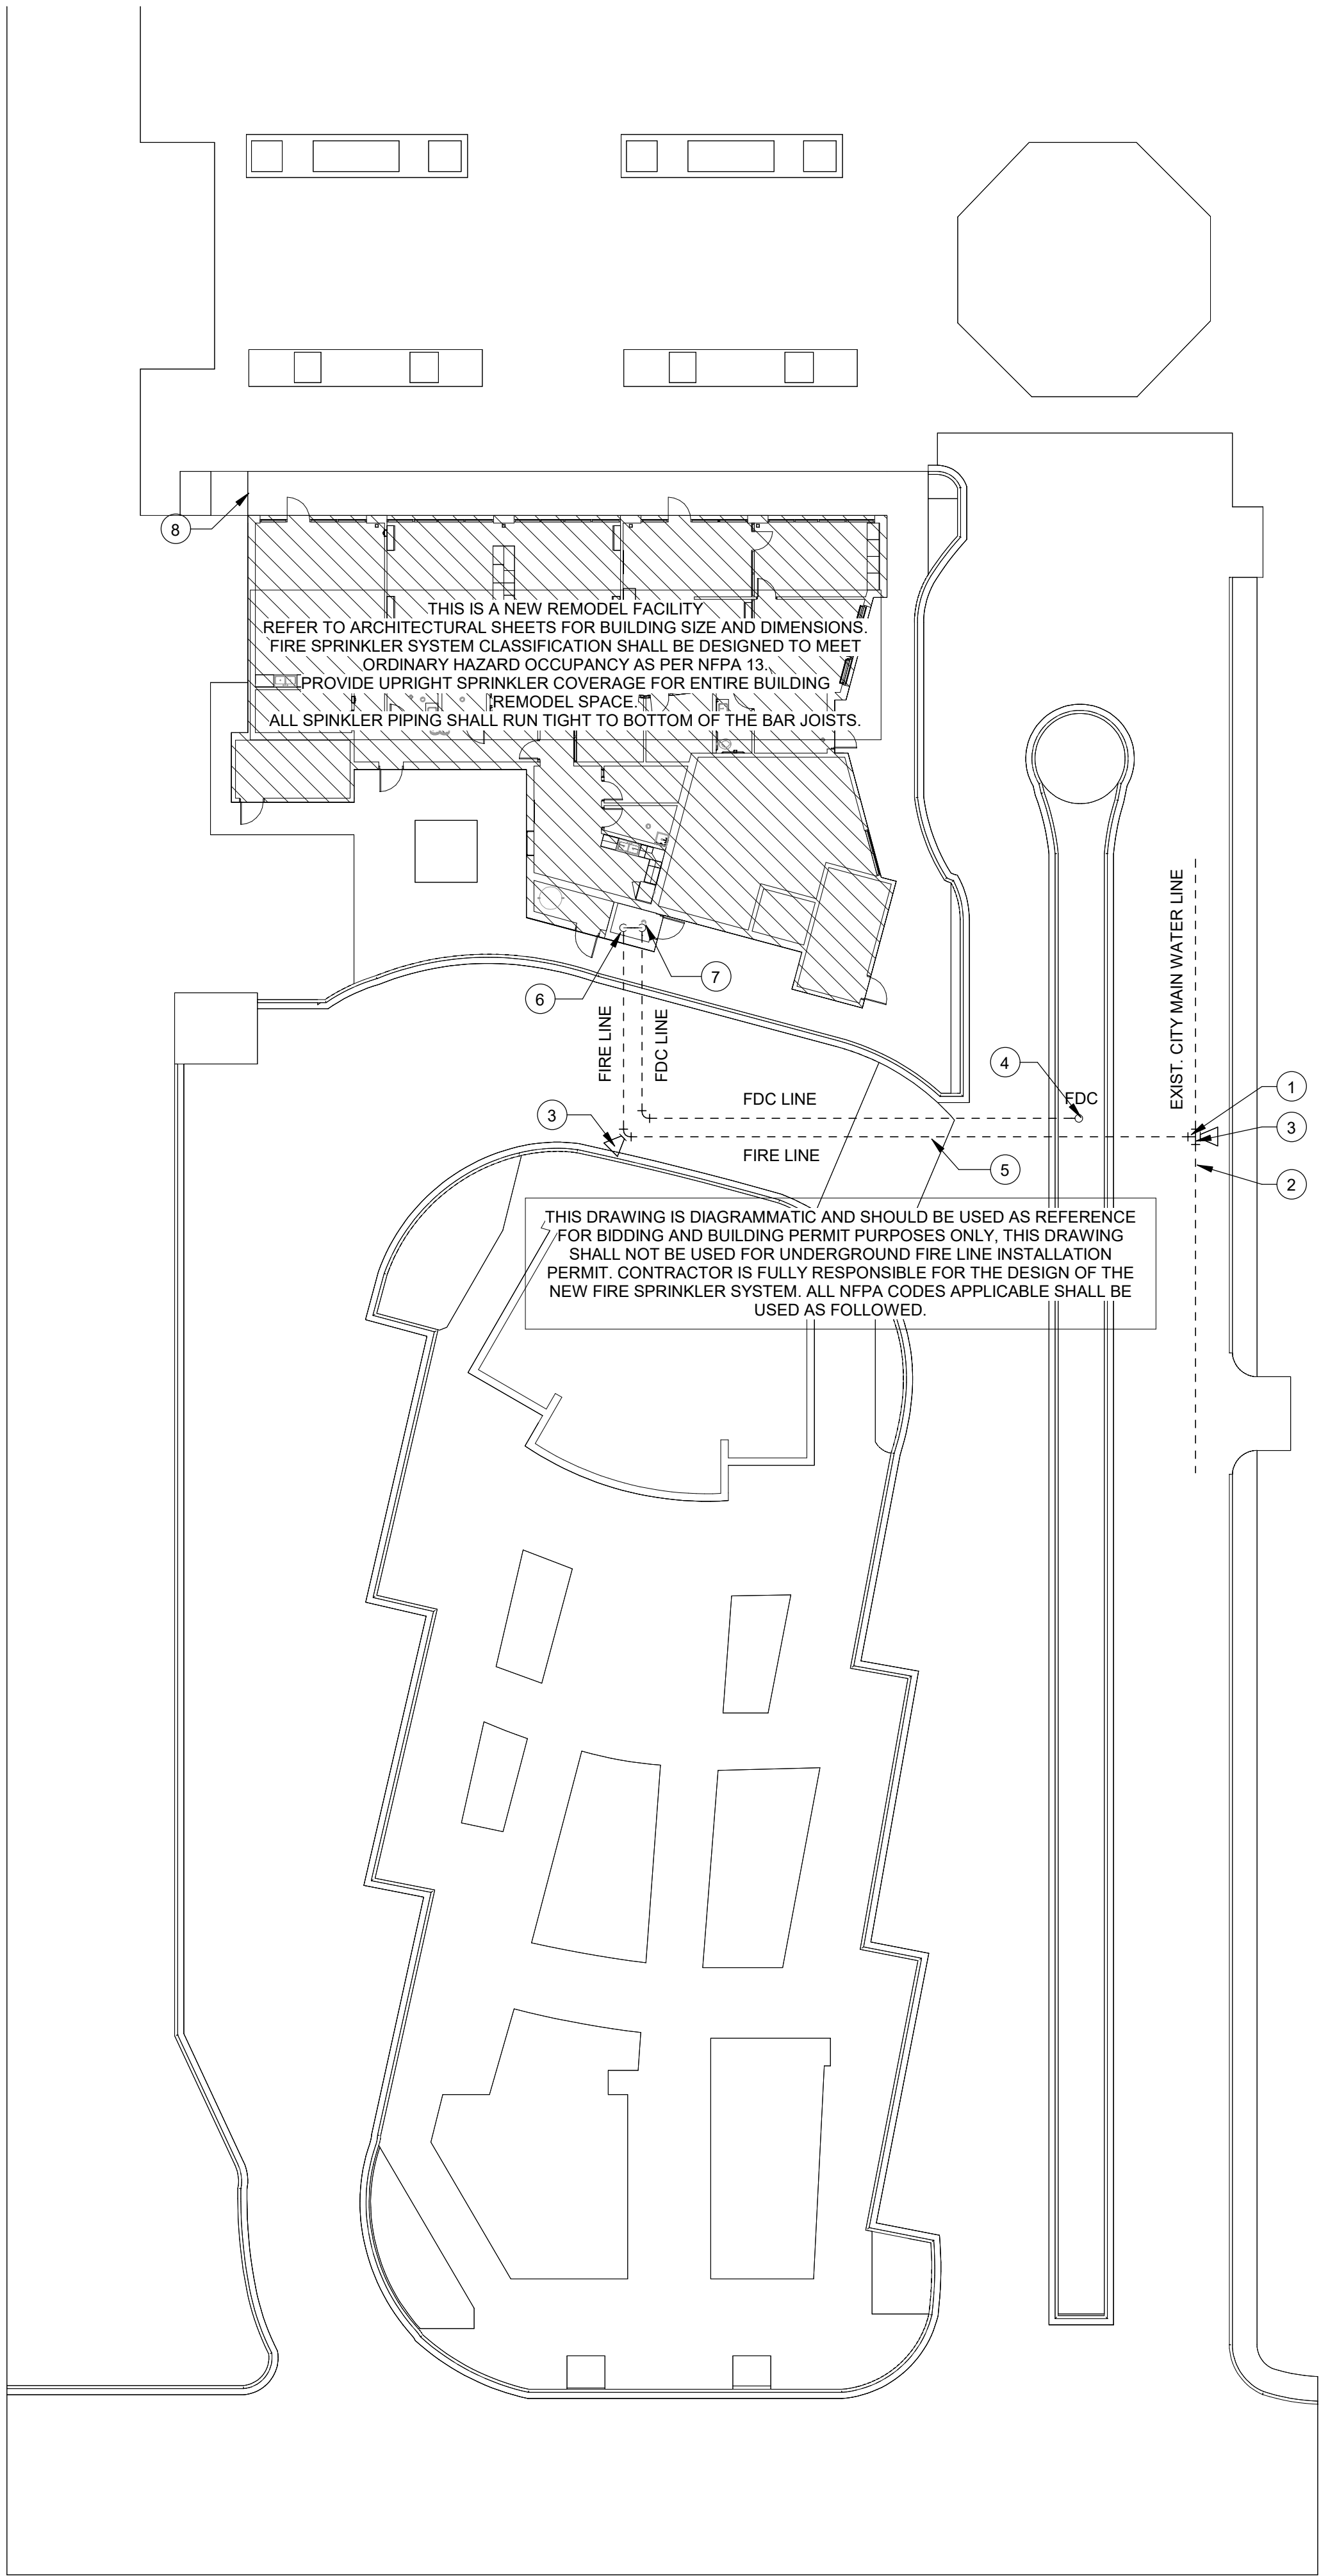 8
THIS IS A NEW REMODEL FACILITY
REFER TO ARCHITECTURAL SHEETS FOR BUILDING SIZE AND DIMENSIONS.
FIRE SPRINKLER SYSTEM CLASSIFICATION SHALL BE DESIGNED TO MEET
ORDINARY HAZARD OCCUPANCY AS PER NFPA 13..
PROVIDE UPRIGHT SPRINKLER COVERAGE FOR ENTIRE BUILDING
REMODEL SPACE.
ALL SPINKLER PIPING SHALL RUN TIGHT TO BOTTOM OF THE BAR JOISTS.
EXIST. CITY MAIN WATER LINE
7
6
FIRE LINE
FDC LINE
4
1
FDC LINE
FDC
3
3
FIRE LINE
5
2
THIS DRAWING IS DIAGRAMMATIC AND SHOULD BE USED AS REFERENCE
FOR BIDDING AND BUILDING PERMIT PURPOSES ONLY, THIS DRAWING
SHALL NOT BE USED FOR UNDERGROUND FIRE LINE INSTALLATION
PERMIT. CONTRACTOR IS FULLY RESPONSIBLE FOR THE DESIGN OF THE
NEW FIRE SPRINKLER SYSTEM. ALL NFPA CODES APPLICABLE SHALL BE
USED AS FOLLOWED.